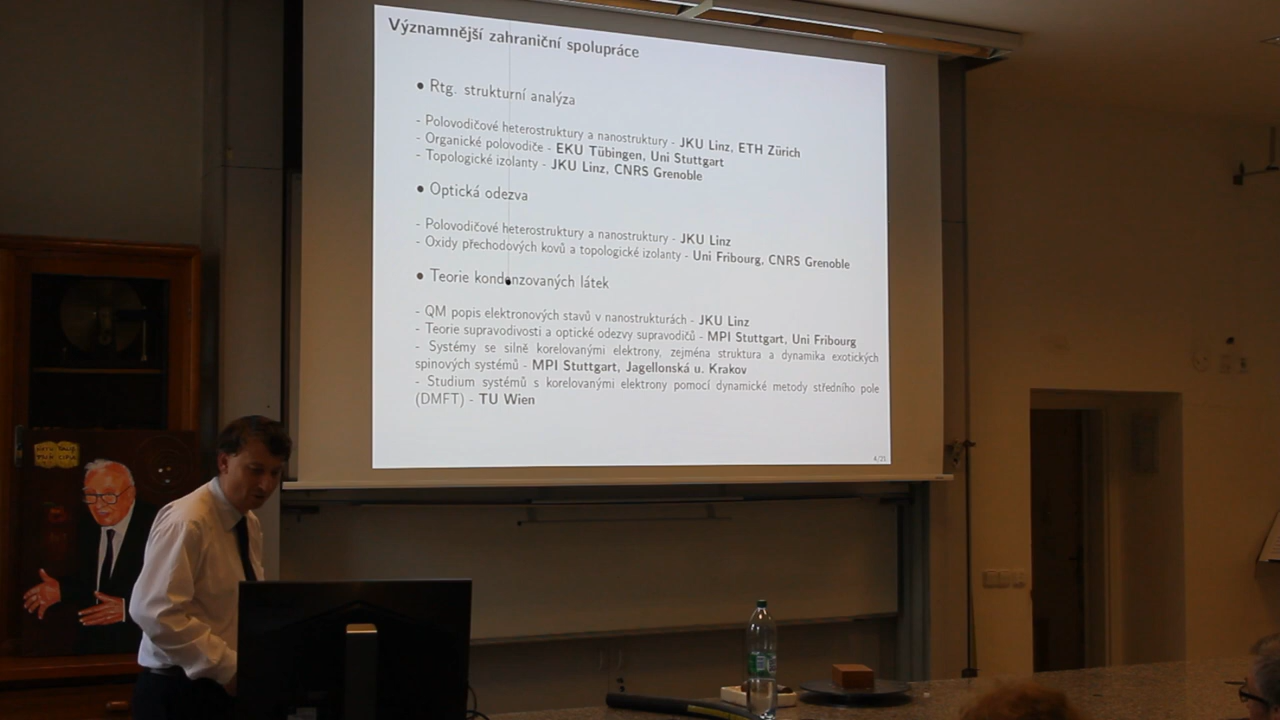 Významnější zahraniční spolupráce
● Rtg. strukturní analýza
- Polovodičové heterostruktury a nanostruktury - JKU Linz, ETH Zürich
- Organické polovodiče - EKU Tübingen, Uni Stuttgart
- Topologické izolanty - JKU Linz, CNRS Grenoble
● Optická odezva
- Polovodičové heterostruktury a nanostruktury - JKU Linz
- Oxidy přechodových kovů a topologické izolanty - Uni Fribourg, CNRS Grenoble
● Teorie kondenzovaných látek
- QM popis elektronových stavů v nanostrukturách - JKU Linz
- Teorie supravodivosti a optické odezvy supravodičů - MPI Stuttgart, Uni Fribourg
- Systémy se silně korelovanými elektrony, zejména struktura a dynamika exotických
spinových systémů - MPI Stuttgart, Jagellonská u. Krakov
- Studium systémů s korelovanými elektrony pomocí dynamické metody středního pole
(DMFT) - TU Wien
4/25